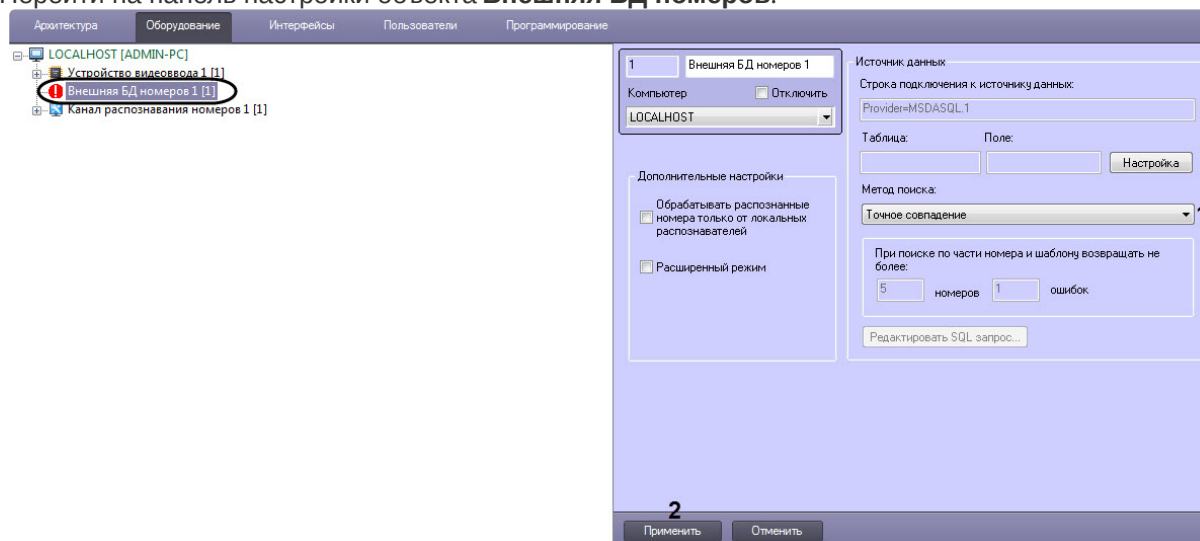 Перейти на панель настройки объекта Внешняя БД номеров.
Архитектура Оборудование Интерфейсы Пользователи Программирование
LOCALHOST [ADMIN-PC]
Устройство видеоввода 1 [1]
Внешняя БД номеров 1 [1]
Канал распознавания номеров 1 [1]
1 Внешняя БД номеров 1
Компьютер Отключить
LOCALHOST
Дополнительные настройки
Обрабатывать распознанные
номера только от локальных
распознавателей
Расширенный режим
Источник данных
Строка подключения к источнику данных:
Provider=MSDASQL.1
Таблица: Поле:
Настройка
Метод поиска:
Точное совпадение
При поиске по части номера и шаблону возвращать не
более:
5 номеров 1 ошибок
Редактировать SQL запрос...
2
Применить Отменить